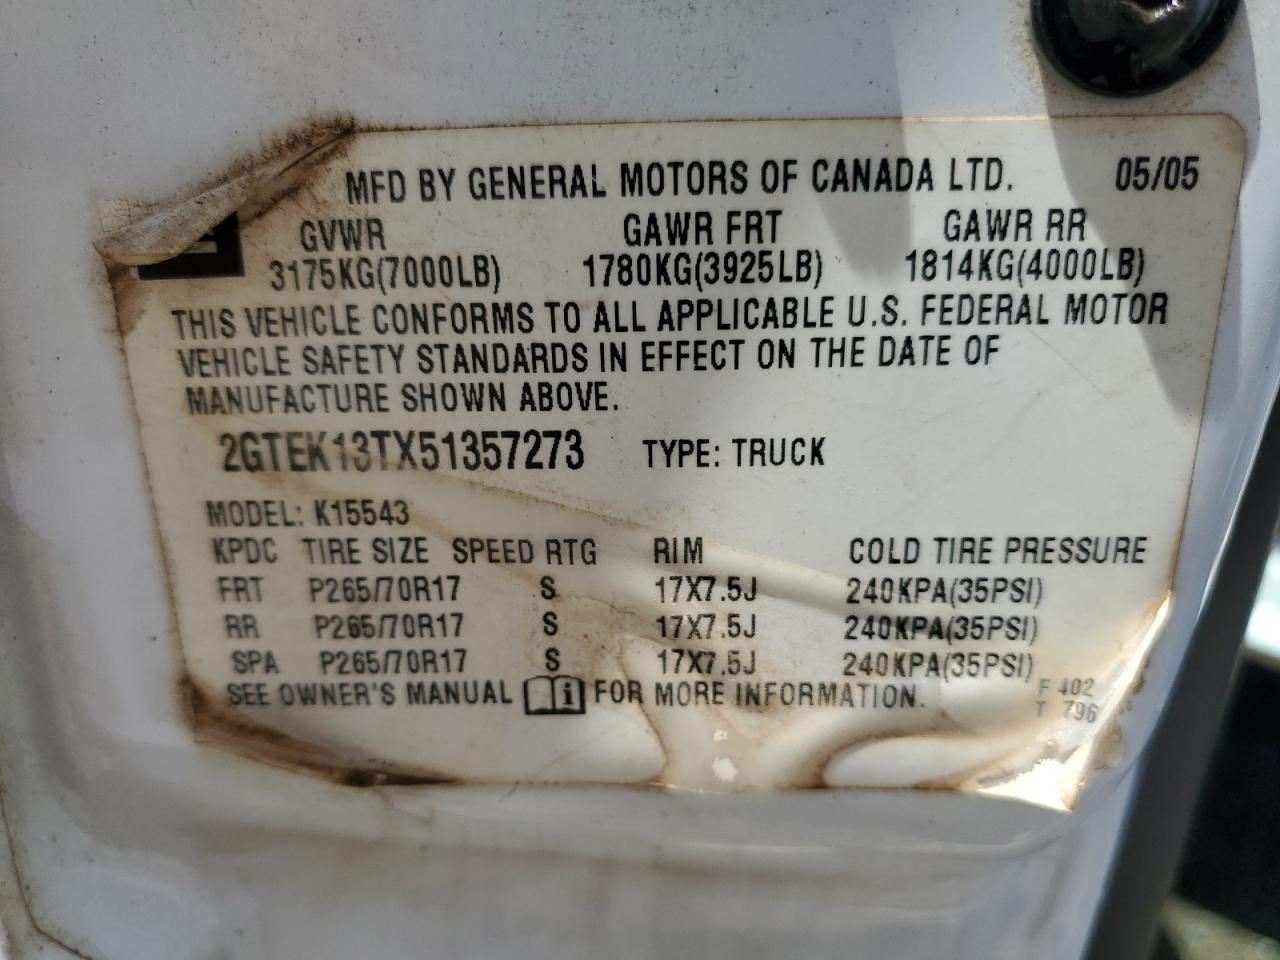 MFD BY GENERAL MOTORS OF CANADA LTD. 05/05
GVWR GAWR FRT GAWR RR
3175KG(7000LB) 1780KG(3925LB) 1814KG(4000LB)
THIS VEHICLE CONFORMS TO ALL APPLICABLE U.S. FEDERAL MOTOR
VEHICLE SAFETY STANDARDS IN EFFECT ON THE DATE OF
MANUFACTURE SHOWN ABOVE.
2GTEK13TX51357273 TYPE: TRUCK
MODEL: K15543
KPDC TIRE SIZE SPEED RTG RIM COLD TIRE PRESSURE
FRT P265/70R17 S 17X7.5J 240KPA(35PSI)
RR P265/70R17 S 17X7.5J 240KPA(35PSI)
SPA P265/70R17 S 17X7.5J 240KPA(35PSI)
SEE OWNER'S MANUAL i FOR MORE INFORMATION.
F 402
T 796